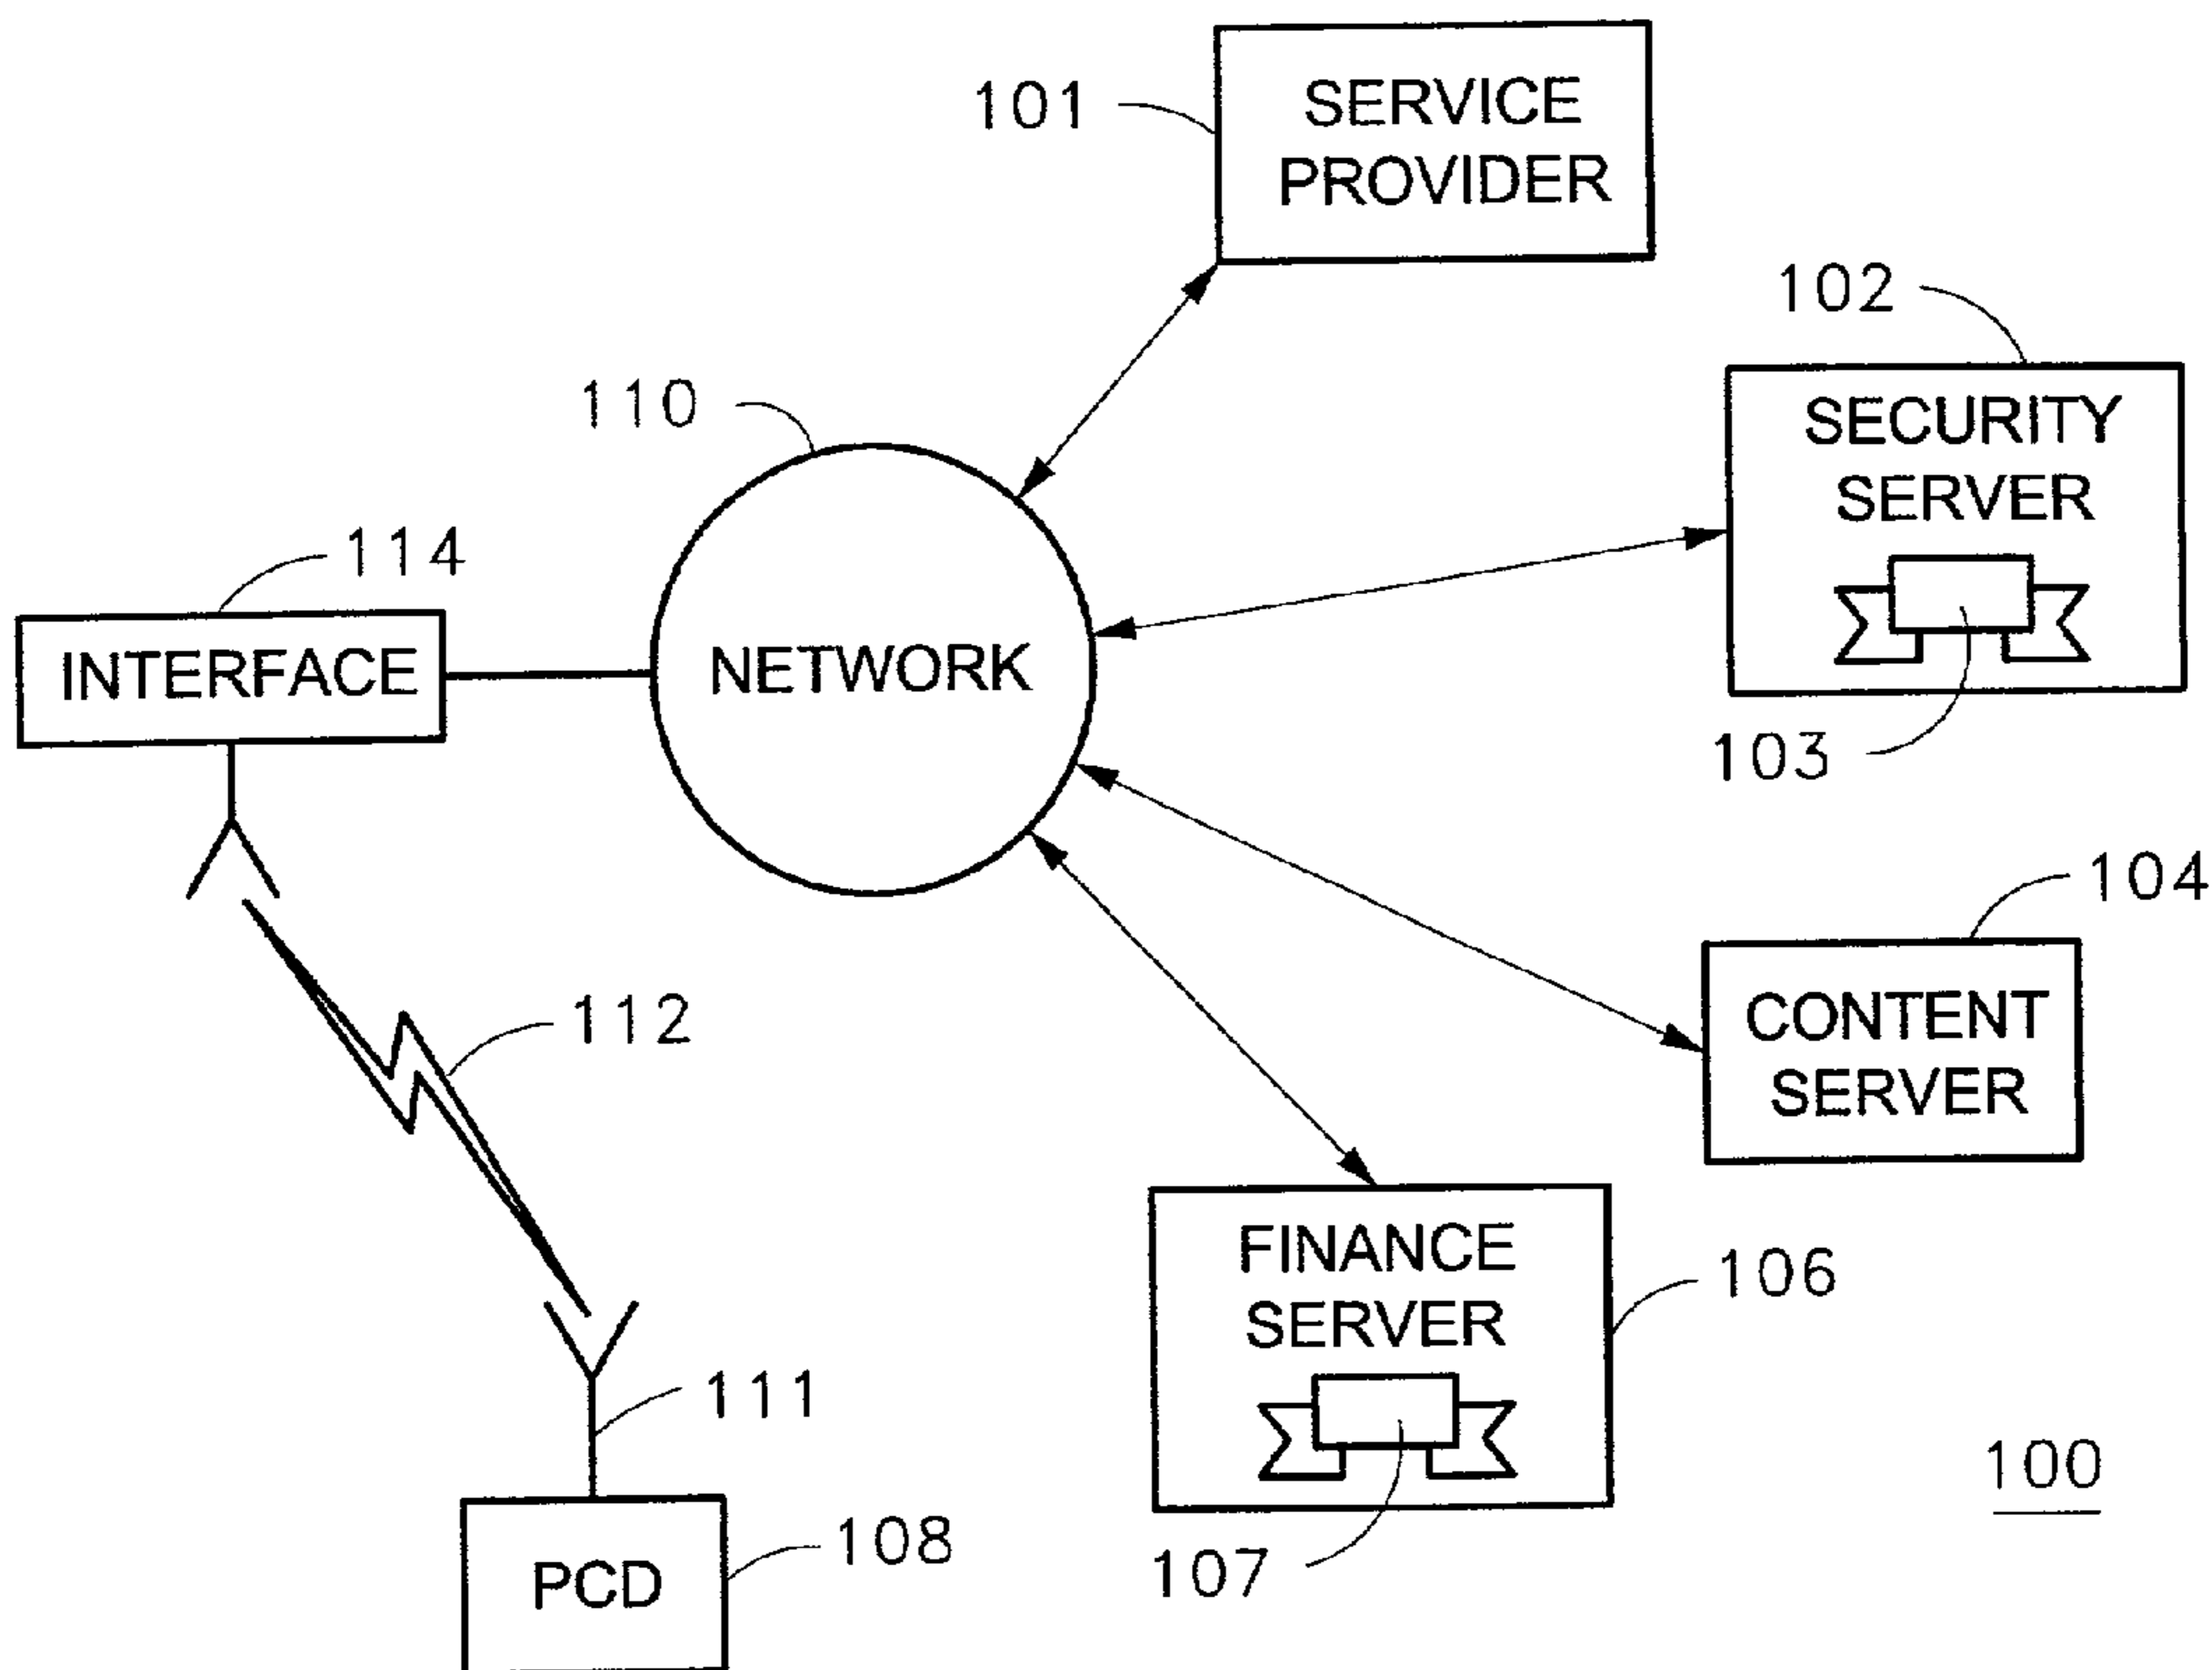 101
SERVICE
PROVIDER
102
SECURITY
SERVER
103
110
NETWORK
114
INTERFACE
104
CONTENT
SERVER
112
FINANCE
SERVER
106
107
111
108
PCD
100